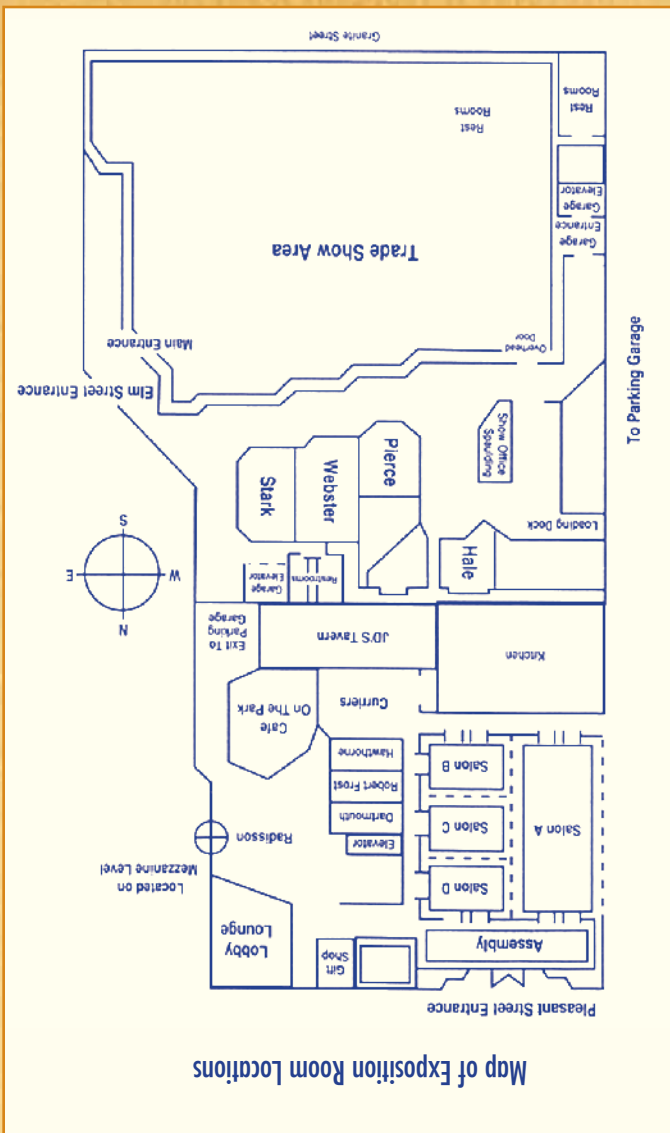 Map of Exposition Room Locations
Pleasant Street Entrance
Assembly
Gift
Shop
Lobby
Lounge
Located on
Mezzanine Level
Radisson
Salon A
Salon D
Salon C
Salon B
Elevator
Dartmouth
Robert Frost
Hawthorne
Curriers
Cafe
On The Park
Kitchen
JD'S Tavern
Exit To
Parking
Garage
N
W
E
S
Hale
Restrooms
Garage
Elevator
Loading Dock
Show Office
Spaulding
Pierce
Webster
Stark
To Parking Garage
Elm Street Entrance
Main Entrance
Overhead
Door
Trade Show Area
Garage
Entrance
Garage
Elevator
Rest
Rooms
Rest
Rooms
Granite Street